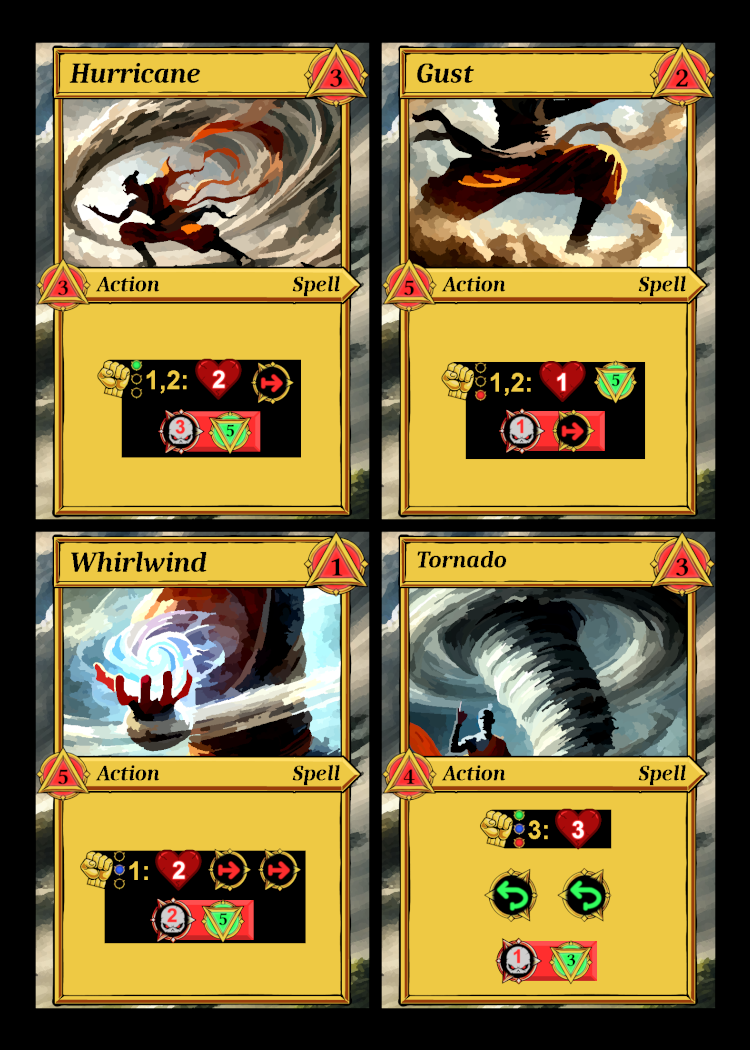 Hurricane 3
3 Action Spell
1,2: 2
3 5
Gust 2
5 Action Spell
1,2: 1 5
1
Whirlwind 1
5 Action Spell
1: 2
2 5
Tornado 3
4 Action Spell
3: 3
1 3